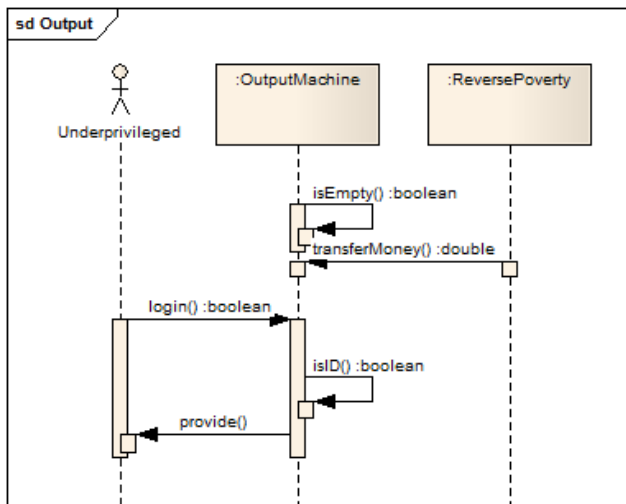 sd Output
:OutputMachine
:ReversePoverty
Underprivileged
isEmpty() :boolean
transferMoney() :double
login() :boolean
isID() :boolean
provide()